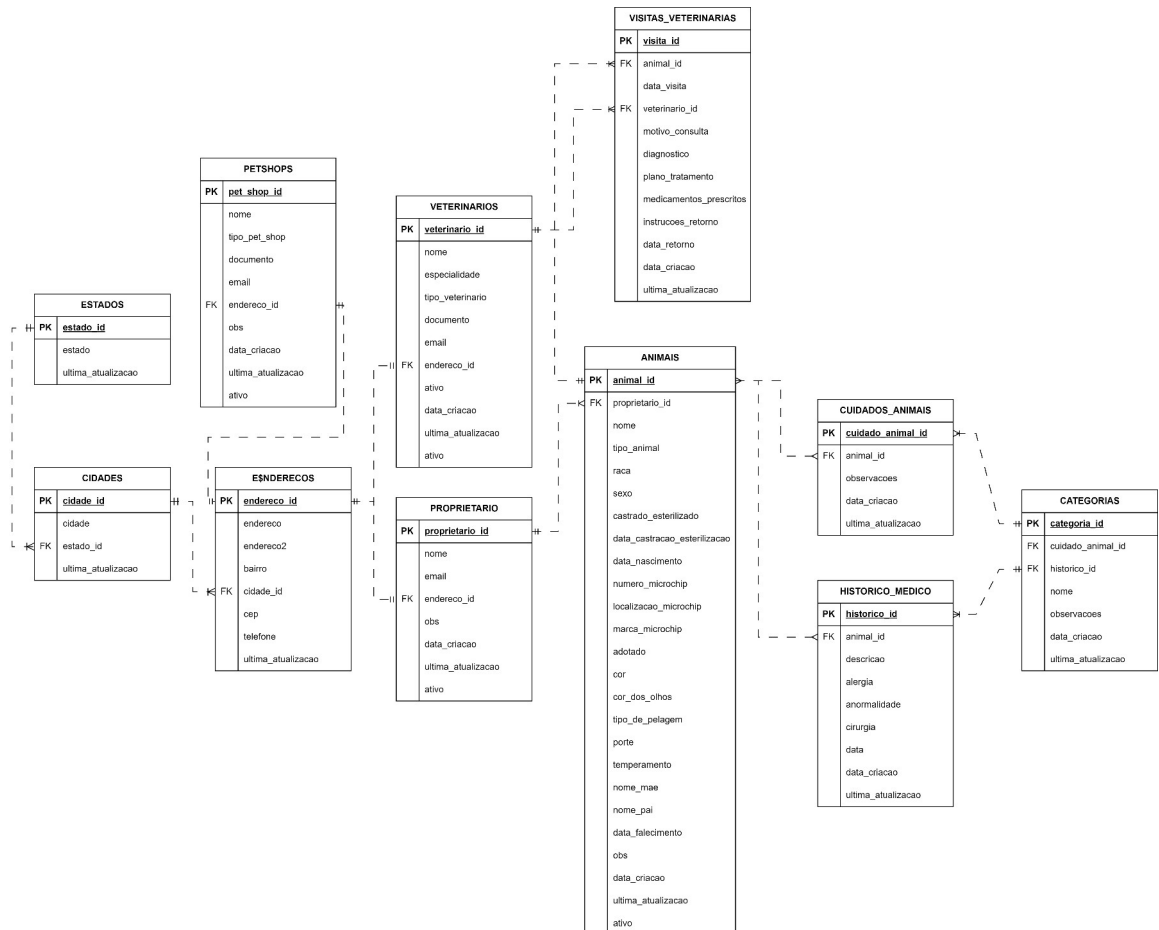 VISITAS_VETERINARIAS
PK visita_id
FK animal_id
data_visita
FK veterinario_id
motivo_consulta
diagnostico
plano_tratamento
medicamentos_prescritos
instrucoes_retorno
data_retorno
data_criacao
ultima_atualizacao
PETSHOPS
PK pet_shop_id
nome
tipo_pet_shop
documento
email
FK endereco_id
obs
data_criacao
ultima_atualizacao
ativo
VETERINARIOS
PK veterinario_id
nome
especialidade
tipo_veterinario
documento
email
FK endereco_id
ativo
data_criacao
ultima_atualizacao
ativo
ESTADOS
PK estado_id
estado
ultima_atualizacao
ANIMAIS
PK animal_id
FK proprietario_id
nome
tipo_animal
raca
sexo
castrado_esterilizado
data_castracao_esterilizacao
data_nascimento
numero_microchip
localizacao_microchip
marca_microchip
adotado
cor
cor_dos_olhos
tipo_de_pelagem
porte
temperamento
nome_mae
nome_pai
data_falecimento
obs
data_criacao
ultima_atualizacao
ativo
CUIDADOS_ANIMAIS
PK cuidado_animal_id
FK animal_id
observacoes
data_criacao
ultima_atualizacao
CIDADES
PK cidade_id
cidade
FK estado_id
ultima_atualizacao
E$NDERECOS
PK endereco_id
endereco
endereco2
bairro
FK cidade_id
cep
telefone
ultima_atualizacao
PROPRIETARIO
PK proprietario_id
nome
email
FK endereco_id
obs
data_criacao
ultima_atualizacao
ativo
CATEGORIAS
PK categoria_id
FK cuidado_animal_id
FK historico_id
nome
observacoes
data_criacao
ultima_atualizacao
HISTORICO_MEDICO
PK historico_id
FK animal_id
descricao
alergia
anormalidade
cirurgia
data
data_criacao
ultima_atualizacao